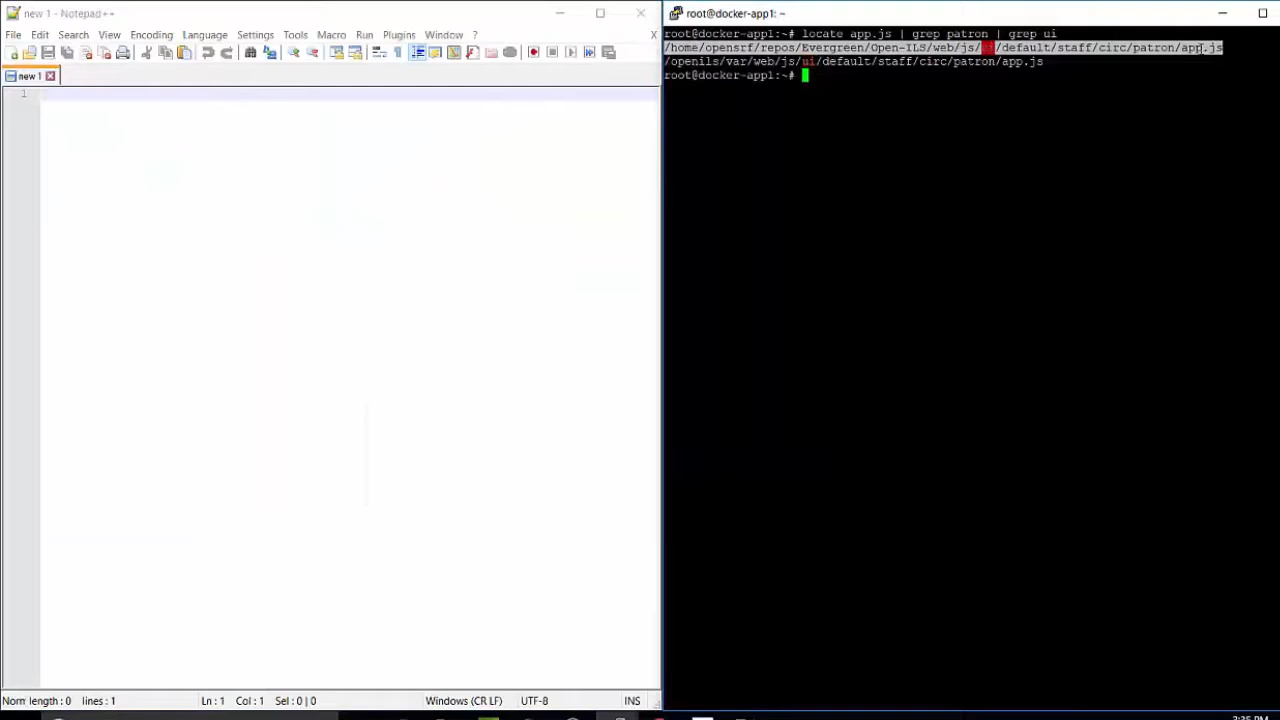 new 1 - Notepad++
File Edit Search View Encoding Language Settings Tools Macro Run Plugins Window ? X
new 1
1
Norm length : 0 lines : 1 Ln : 1 Col : 1 Sel : 0 | 0 Windows (CR LF) UTF-8 INS
root@docker-app1: ~
root@docker-app1:~# locate app.js | grep patron | grep ui
/home/opensrf/repos/Evergreen/Open-ILS/web/js/ui/default/staff/circ/patron/app.js
/openils/var/web/js/ui/default/staff/circ/patron/app.js
root@docker-app1:~#